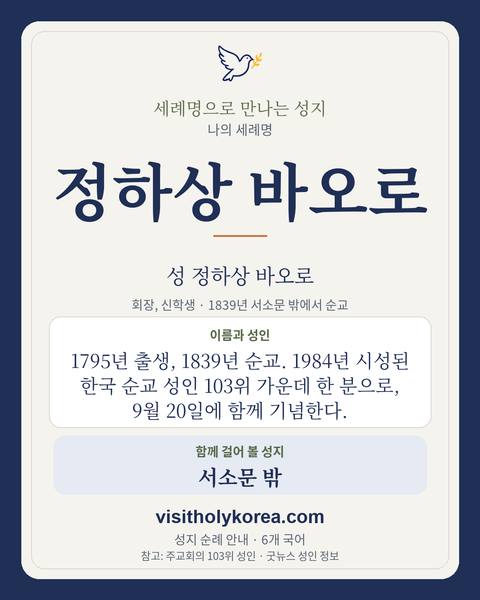 세례명으로 만나는 성지
나의 세례명
정하상 바오로
성 정하상 바오로
회장, 신학생 · 1839년 서소문 밖에서 순교
이름과 성인
1795년 출생, 1839년 순교. 1984년 시성된
한국 순교 성인 103위 가운데 한 분으로,
9월 20일에 함께 기념한다.
함께 걸어 볼 성지
서소문 밖
visitholykorea.com
성지 순례 안내 · 6개 국어
참고: 주교회의 103위 성인 · 굿뉴스 성인 정보